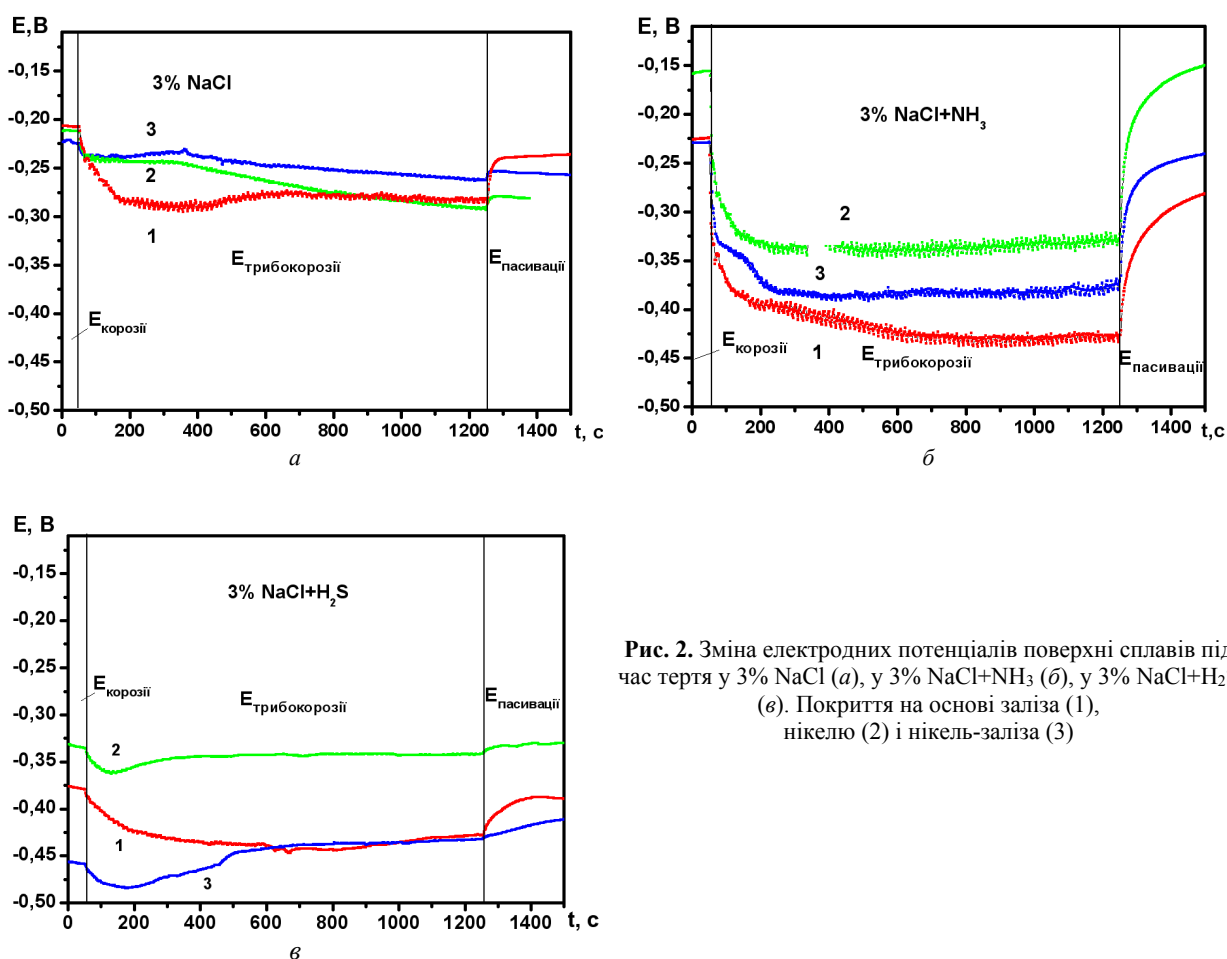 E, В
-0,15
-0,20
-0,25
-0,30
-0,35
-0,40
-0,45
-0,50
3% NaCl
3
2
1
Eтрибокорозії
Eпасивації
Eкорозії
0 200 400 600 800 1000 1200 1400 t, с
а
E, В
-0,15
-0,20
-0,25
-0,30
-0,35
-0,40
-0,45
-0,50
3% NaCl+NH₃
2
3
1
Eкорозії
Eтрибокорозії
Eпасивації
0 200 400 600 800 1000 1200 1400 t,с
б
E, В
-0,15
-0,20
-0,25
-0,30
-0,35
-0,40
-0,45
-0,50
3% NaCl+H₂S
Eкорозії
Eтрибокорозії
Eпасивації
2
1
3
0 200 400 600 800 1000 1200 1400 t, с
в
Рис. 2. Зміна електродних потенціалів поверхні сплавів під
час тертя у 3% NaCl (а), у 3% NaCl+NH₃ (б), у 3% NaCl+H₂
(в). Покриття на основі заліза (1),
нікелю (2) і нікель-заліза (3)